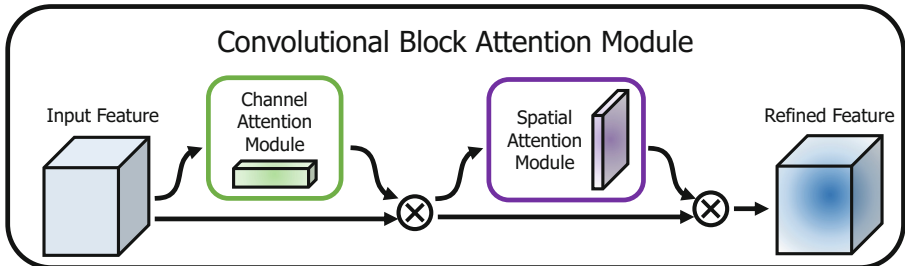 Convolutional Block Attention Module
Input Feature
Channel
Attention
Module
Spatial
Attention
Module
Refined Feature